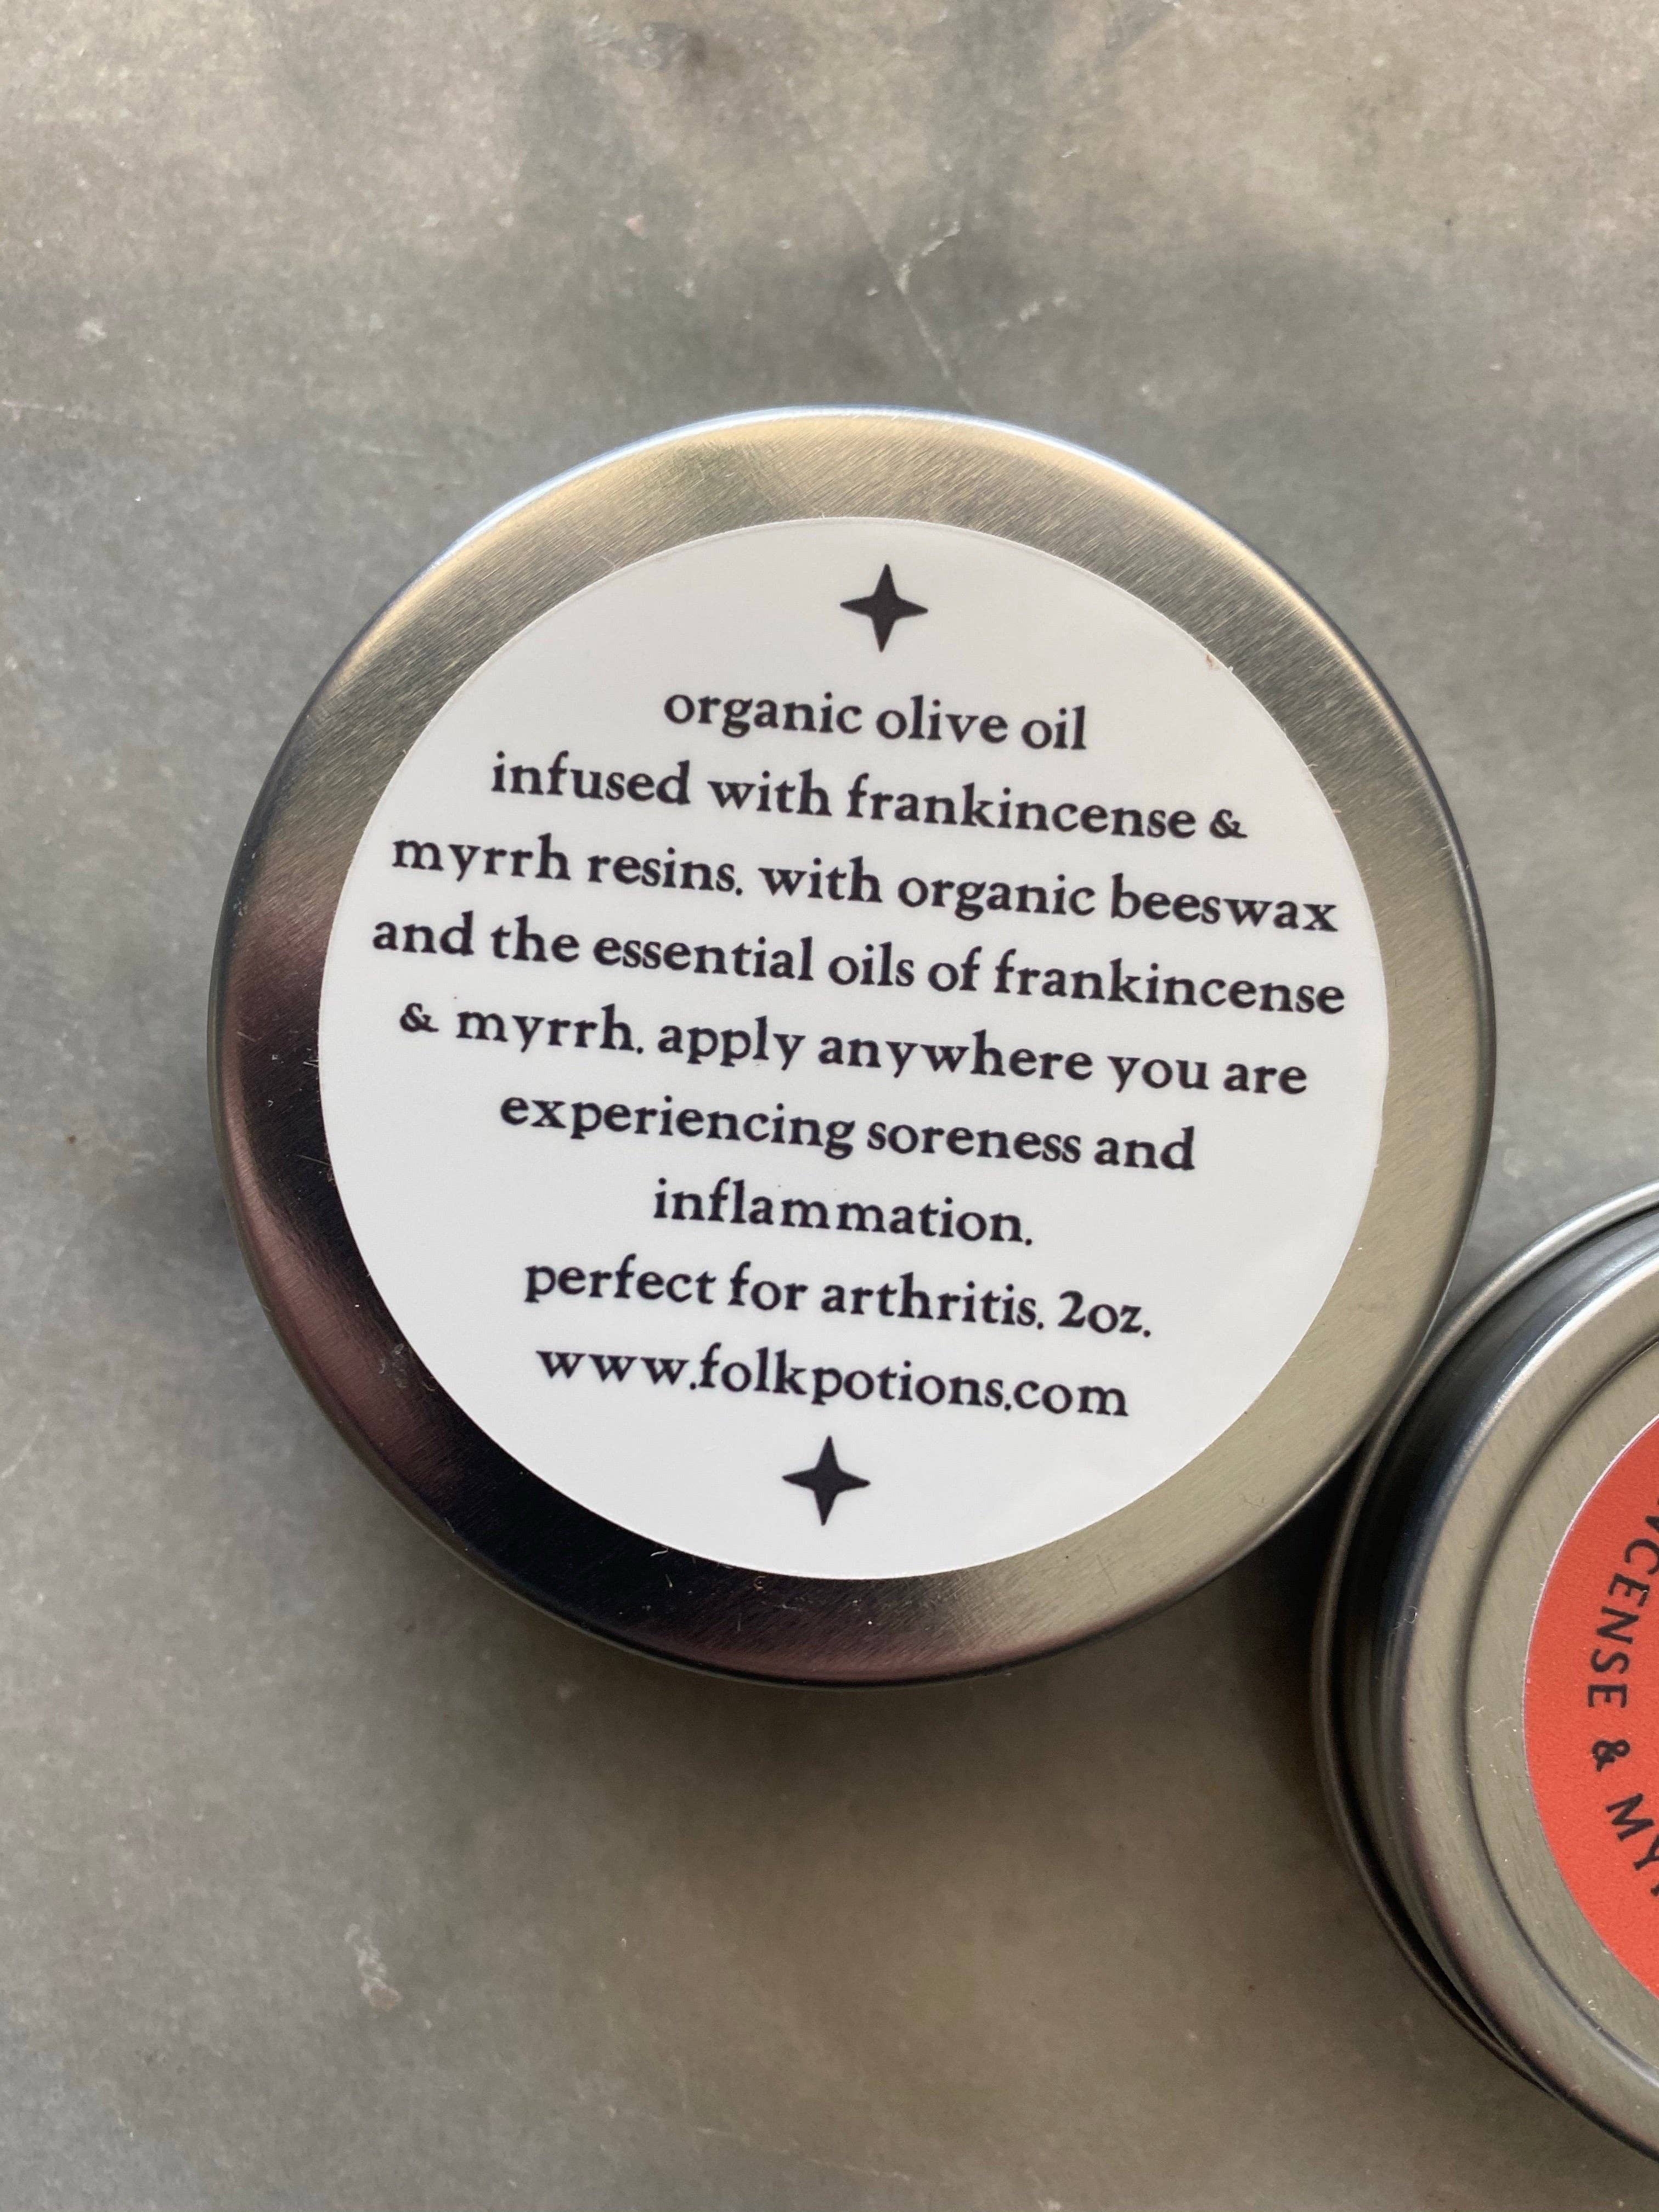 organic olive oil
infused with frankincense &
myrrh resins. with organic beeswax
and the essential oils of frankincense
& myrrh. apply anywhere you are
experiencing soreness and
inflammation.
perfect for arthritis. 2oz.
www.folkpotions.com
&